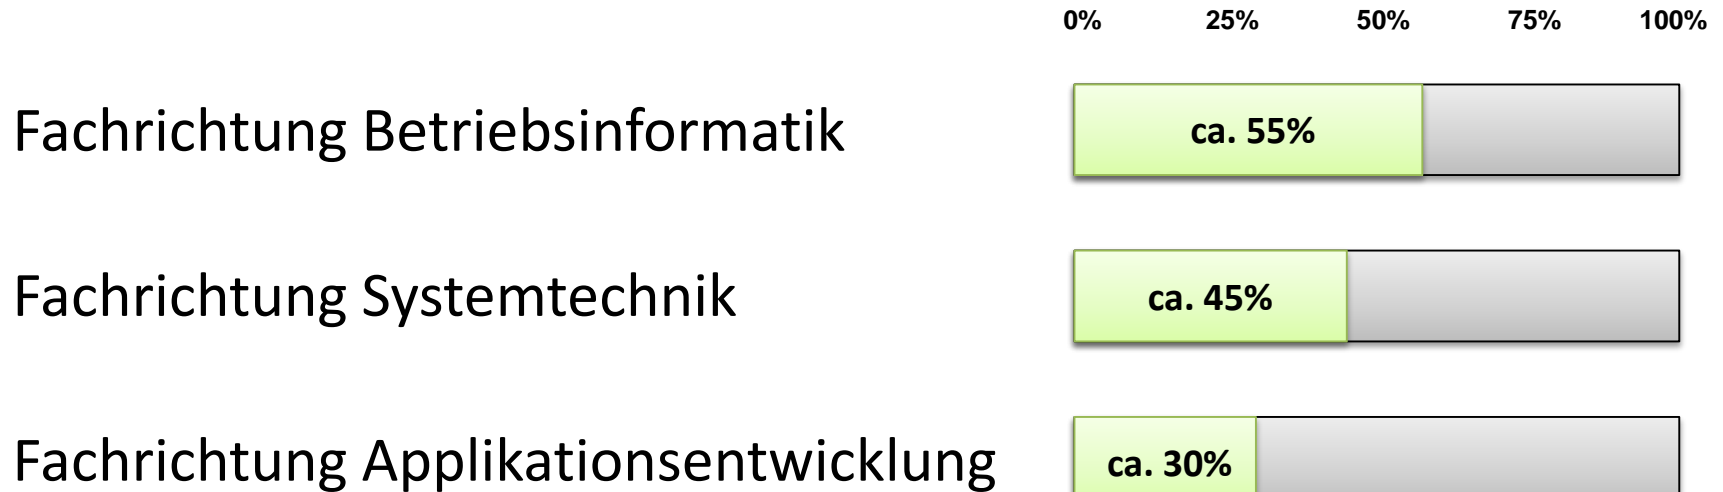 0% 25% 50% 75% 100%
Fachrichtung Betriebsinformatik ca. 55%
Fachrichtung Systemtechnik ca. 45%
Fachrichtung Applikationsentwicklung ca. 30%